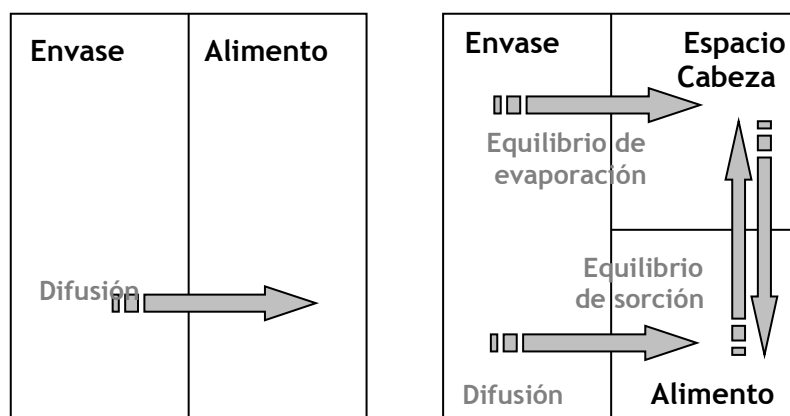 Envase
Alimento
Difusión
Envase
Espacio
Cabeza
Equilibrio de
evaporación
Equilibrio
de sorción
Difusión
Alimento